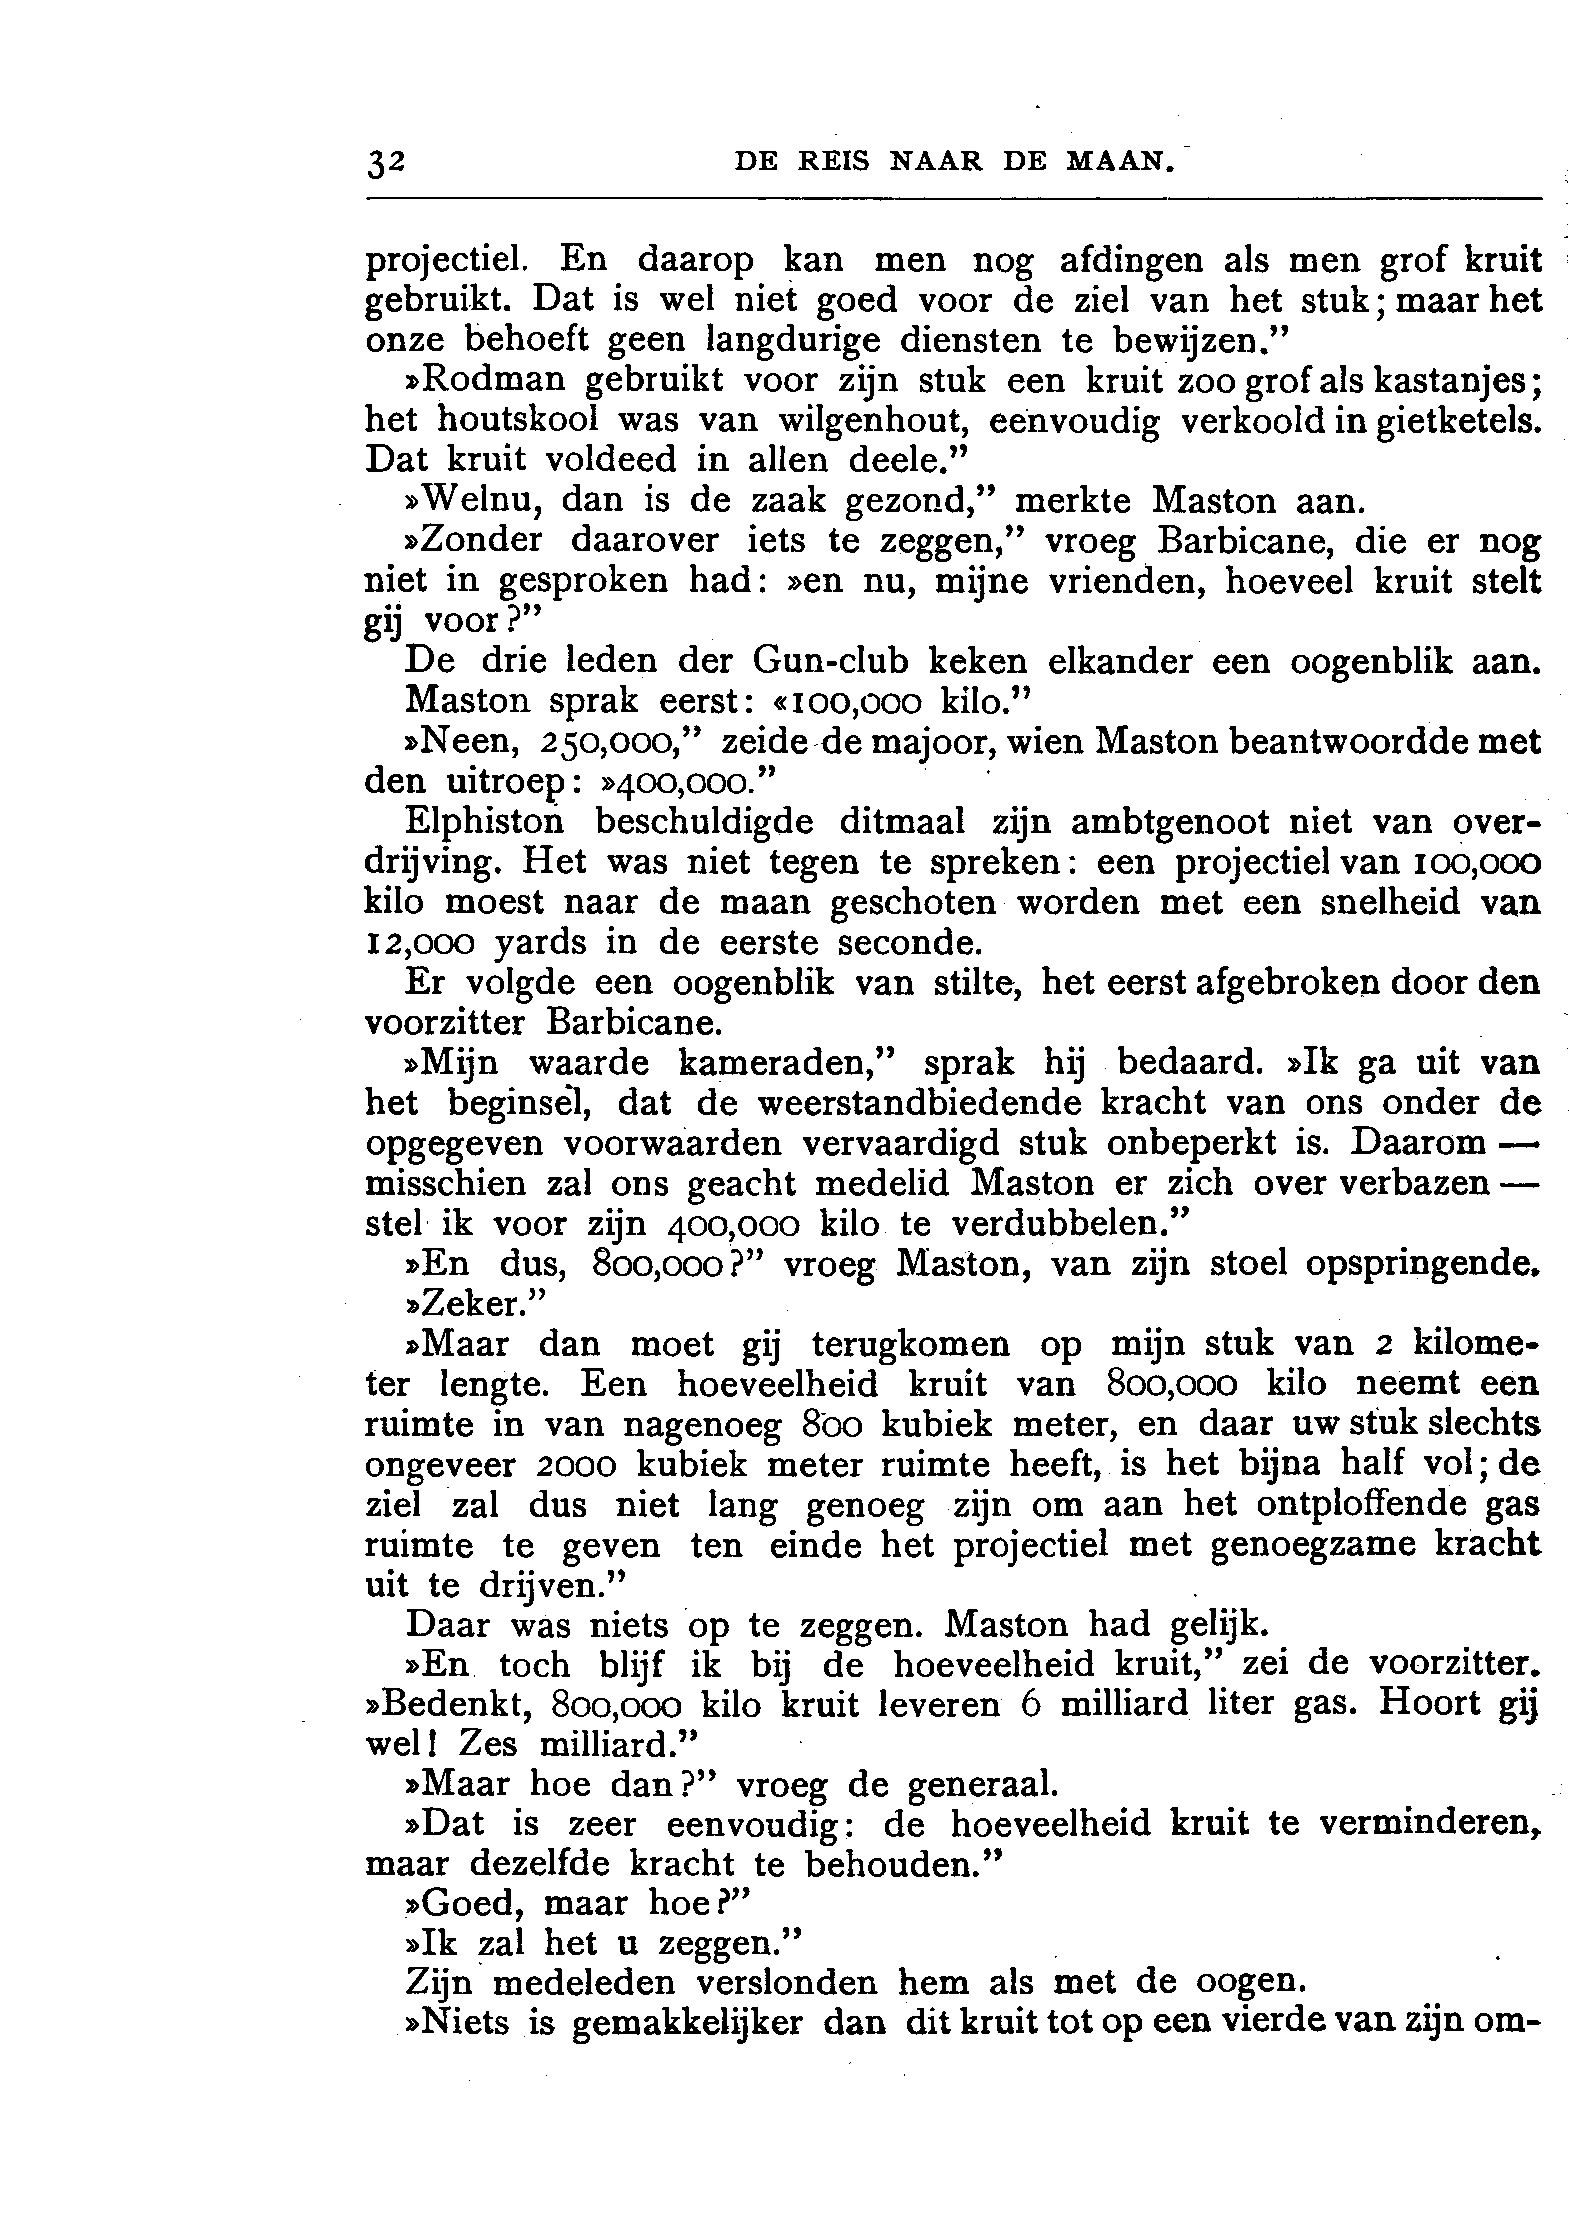 32 DE REIS NAAR DE MAAN.
projectiel. En daarop kan men nog afdingen als men grof kruit
gebruikt. Dat is wel niet goed voor de ziel van het stuk; maar het
onze behoeft geen langdurige diensten te bewijzen.”
»Rodman gebruikt voor zijn stuk een kruit zoo grof als kastanjes;
het houtskool was van wilgenhout, eenvoudig verkoold in gietketels.
Dat kruit voldeed in allen deele.”
»Welnu, dan is de zaak gezond,” merkte Maston aan.
»Zonder daarover iets te zeggen,” vroeg Barbicane, die er nog
niet in gesproken had: »en nu, mijne vrienden, hoeveel kruit stelt
gij voor?”
De drie leden der Gun-club keken elkander een oogenblik aan.
Maston sprak eerst: «100,000 kilo.”
»Neen, 250,000,” zeide de majoor, wien Maston beantwoordde met
den uitroep: »400,000.”
Elphiston beschuldigde ditmaal zijn ambtgenoot niet van over-
drijving. Het was niet tegen te spreken: een projectiel van 100,000
kilo moest naar de maan geschoten worden met een snelheid van
12,000 yards in de eerste seconde.
Er volgde een oogenblik van stilte, het eerst afgebroken door den
voorzitter Barbicane.
»Mijn waarde kameraden,” sprak hij bedaard. »Ik ga uit van
het beginsel, dat de weerstandbiedende kracht van ons onder de
opgegeven voorwaarden vervaardigd stuk onbeperkt is. Daarom —
misschien zal ons geacht medelid Maston er zich over verbazen —
stel ik voor zijn 400,000 kilo te verdubbelen.”
»En dus, 800,000?” vroeg Maston, van zijn stoel opspringende.
»Zeker.”
»Maar dan moet gij terugkomen op mijn stuk van 2 kilome-
ter lengte. Een hoeveelheid kruit van 800,000 kilo neemt een
ruimte in van nagenoeg 800 kubiek meter, en daar uw stuk slechts
ongeveer 2000 kubiek meter ruimte heeft, is het bijna half vol; de
ziel zal dus niet lang genoeg zijn om aan het ontploffende gas
ruimte te geven ten einde het projectiel met genoegzame kracht
uit te drijven.”
Daar was niets op te zeggen. Maston had gelijk.
»En toch blijf ik bij de hoeveelheid kruit,” zei de voorzitter.
»Bedenkt, 800,000 kilo kruit leveren 6 milliard liter gas. Hoort gij
wel! Zes milliard.”
»Maar hoe dan?” vroeg de generaal.
»Dat is zeer eenvoudig: de hoeveelheid kruit te verminderen,
maar dezelfde kracht te behouden.”
»Goed, maar hoe?”
»Ik zal het u zeggen.”
Zijn medeleden verslonden hem als met de oogen.
»Niets is gemakkelijker dan dit kruit tot op een vierde van zijn om-